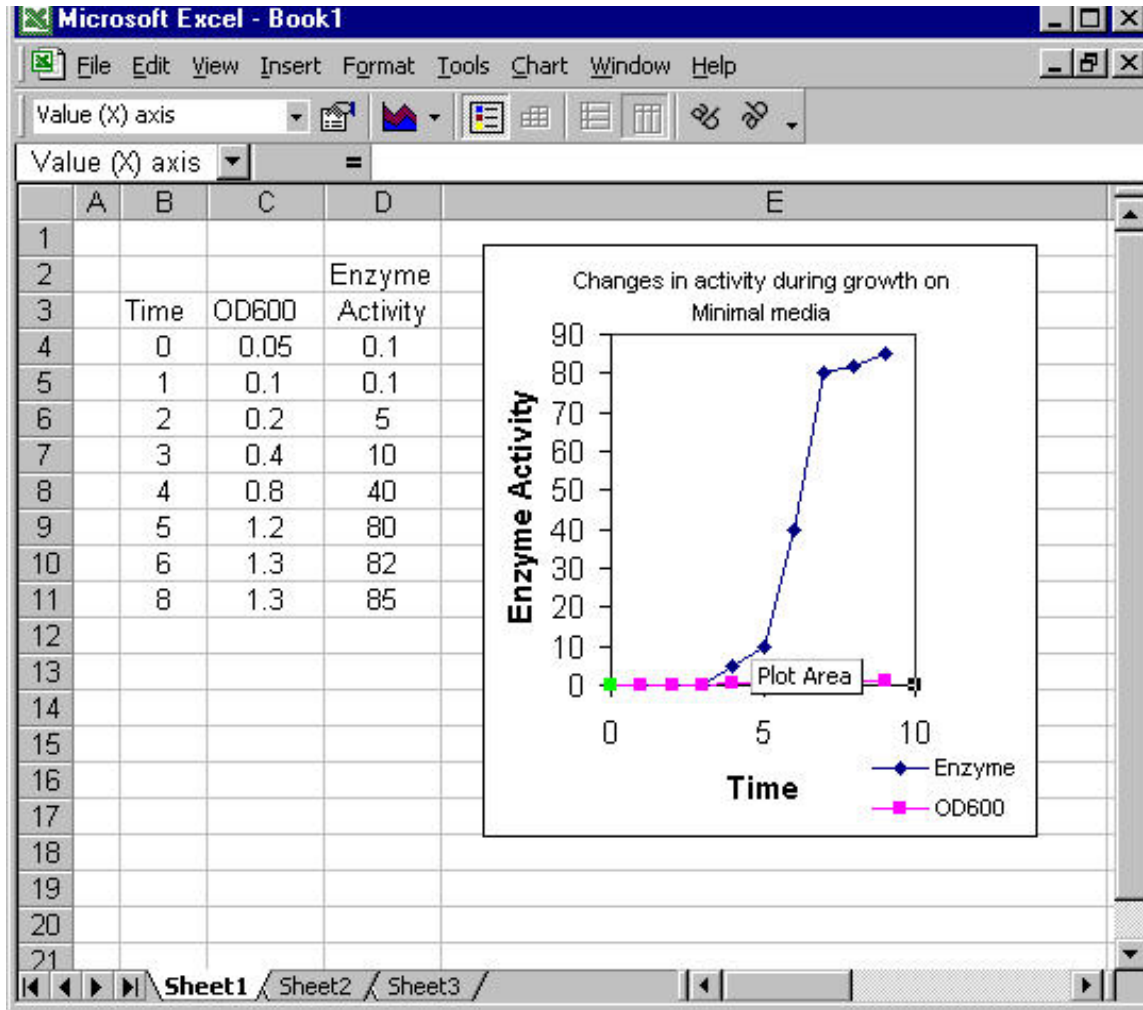 Microsoft Excel - Book1
File Edit View Insert Format Tools Chart Window Help
Value (X) axis
Value (X) axis =
A B C D E
1
2 Enzyme
3 Time OD600 Activity
4 0 0.05 0.1
5 1 0.1 0.1
6 2 0.2 5
7 3 0.4 10
8 4 0.8 40
9 5 1.2 80
10 6 1.3 82
11 8 1.3 85
12
13
14
15
16
17
18
19
20
21
Changes in activity during growth on
Minimal media
Enzyme Activity
90
80
70
60
50
40
30
20
10
0
Plot Area
0 5 10
Time
Enzyme
OD600
Sheet1 Sheet2 Sheet3